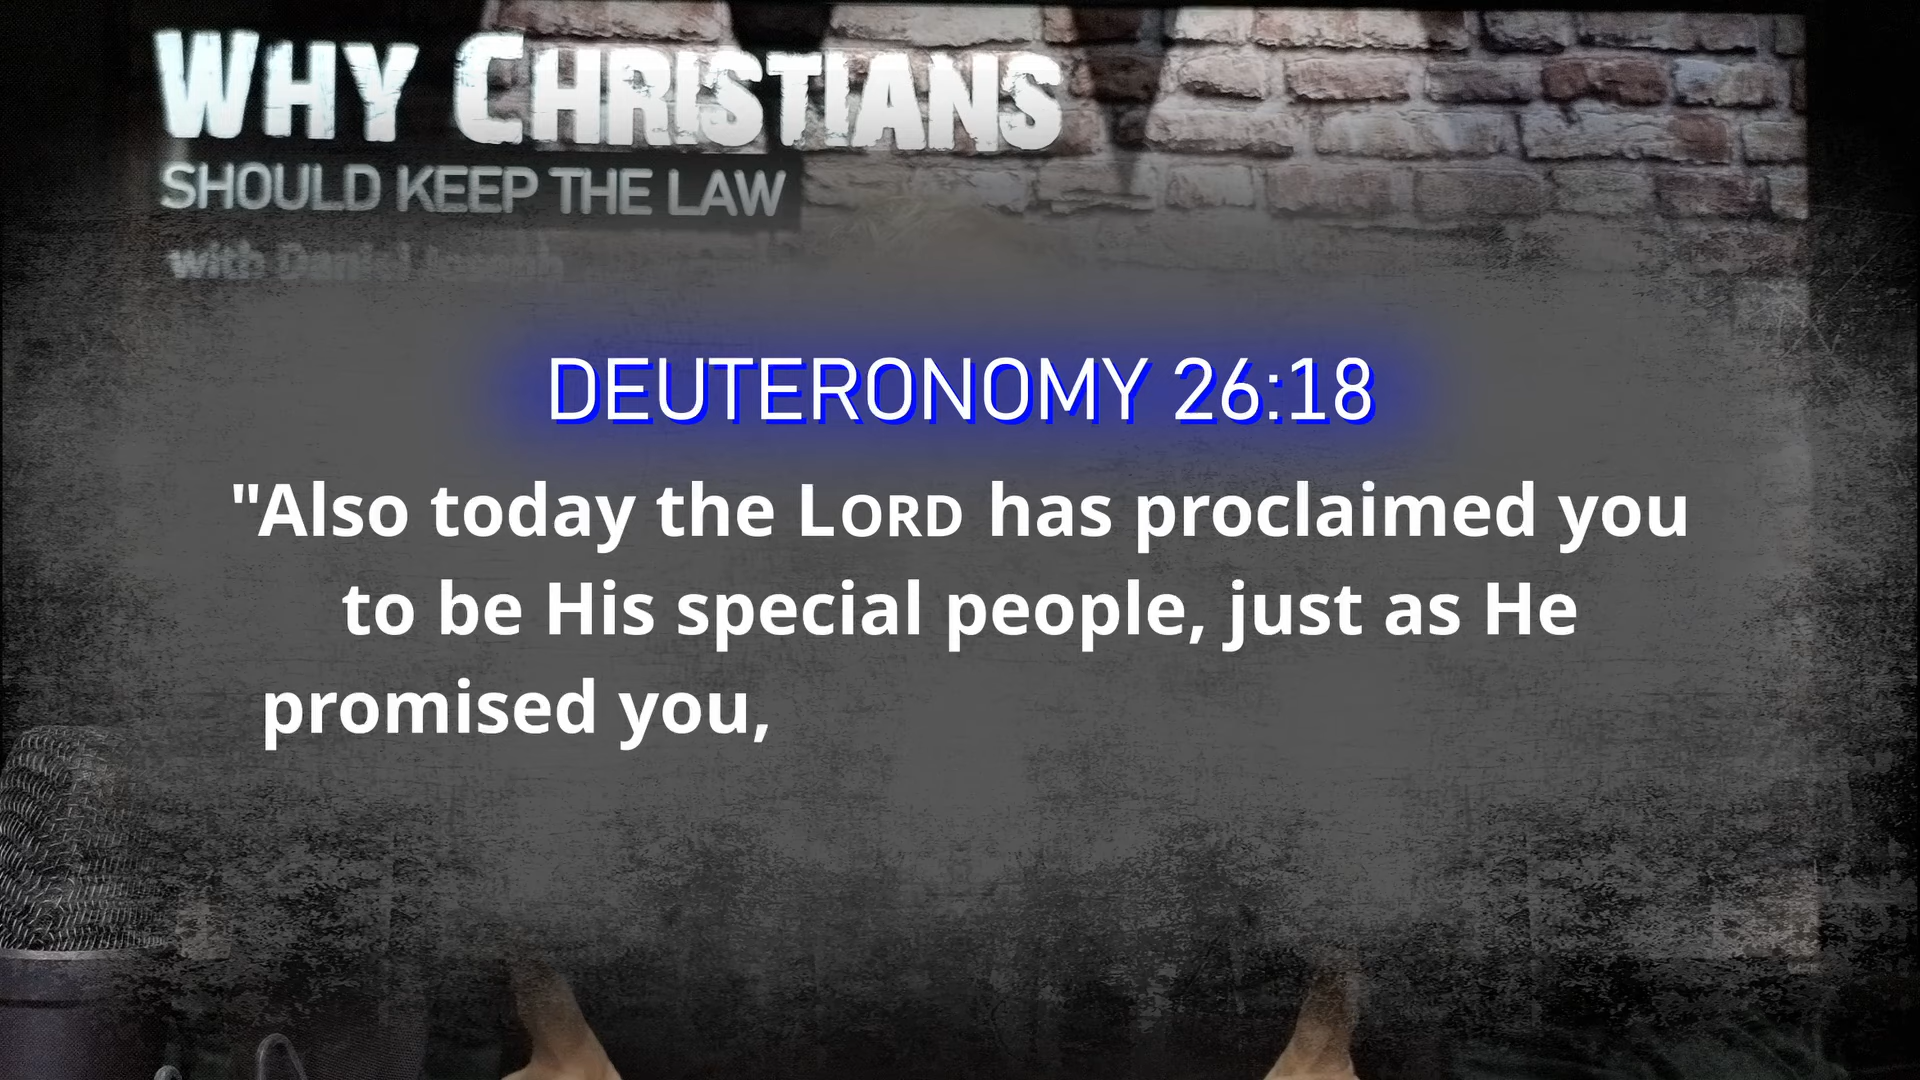 WHY CHRISTIANS
SHOULD KEEP THE LAW
with
DEUTERONOMY 26:18
"Also today the LORD has proclaimed you
to be His special people, just as He
promised you,